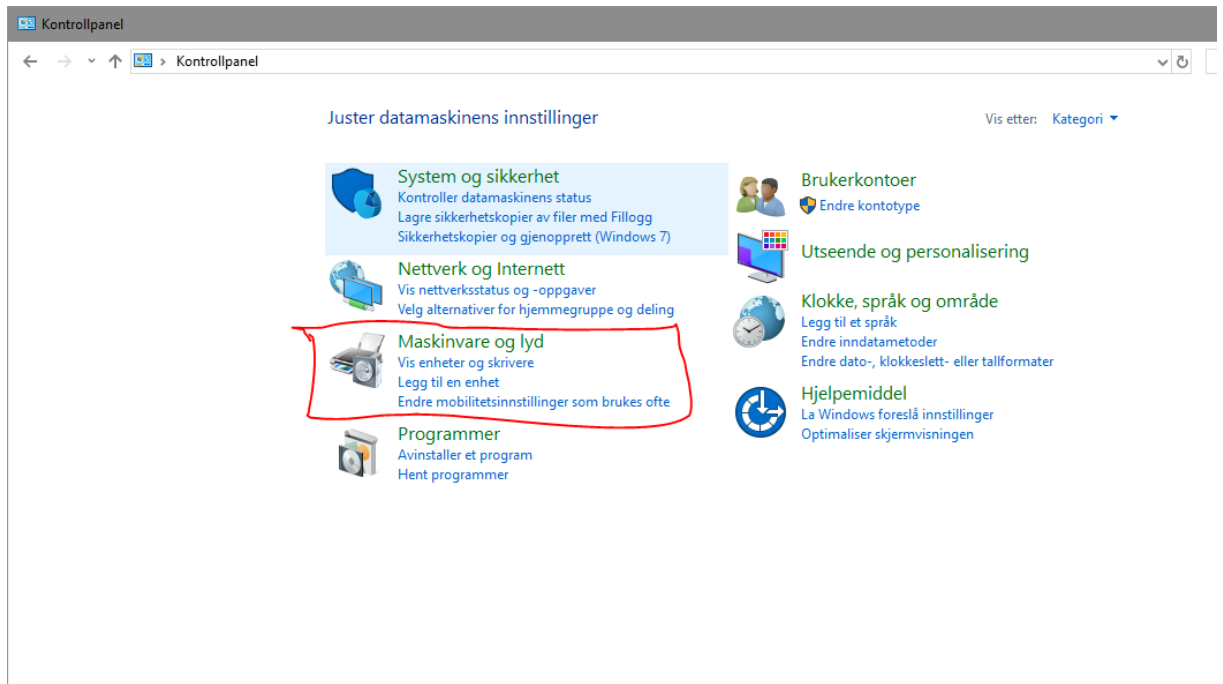 Kontrollpanel
Kontrollpanel
Juster datamaskinens innstillinger
Vis etter: Kategori
System og sikkerhet
Kontroller datamaskinens status
Lagre sikkerhetskopier av filer med Fillogg
Sikkerhetskopier og gjenopprett (Windows 7)
Nettverk og Internett
Vis nettverksstatus og -oppgaver
Velg alternativer for hjemmegruppe og deling
Maskinvare og lyd
Vis enheter og skrivere
Legg til en enhet
Endre mobilitetsinnstillinger som brukes ofte
Programmer
Avinstaller et program
Hent programmer
Brukerkontoer
Endre kontotype
Utseende og personalisering
Klokke, språk og område
Legg til et språk
Endre inndatametoder
Endre dato-, klokkeslett- eller tallformater
Hjelpemiddel
La Windows foreslå innstillinger
Optimaliser skjermvisningen